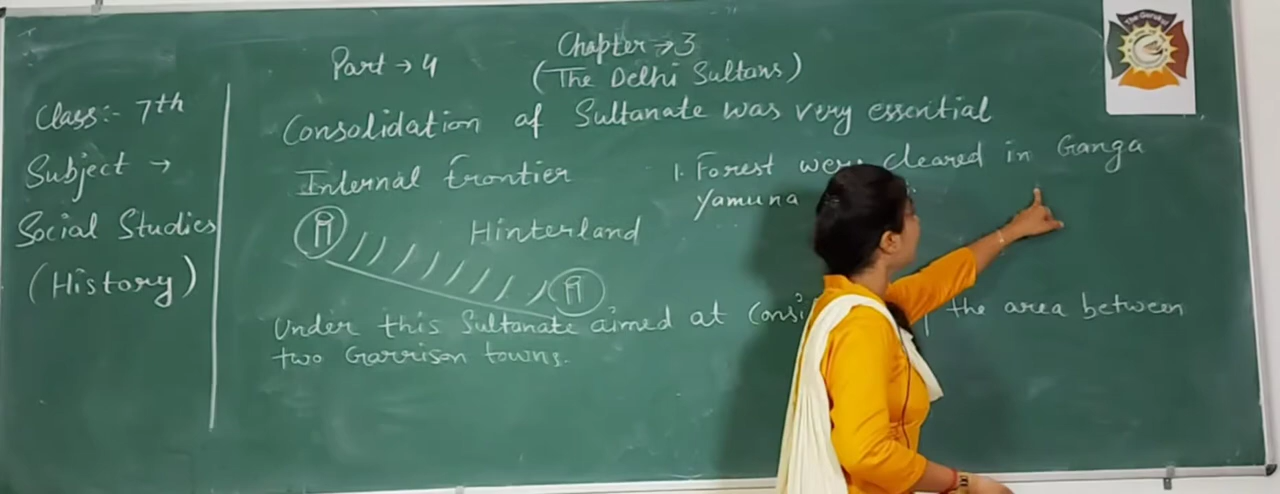 Part → 4
Chapter → 3
(The Delhi Sultans)
Class:- 7th
Subject →
Social Studies
(History)
Consolidation of Sultanate was very essential
Internal frontier
Hinterland
1. Forest were cleared in Ganga
Yamuna
Under this Sultanate aimed at the area between
two Garrison towns.
The Gurukul